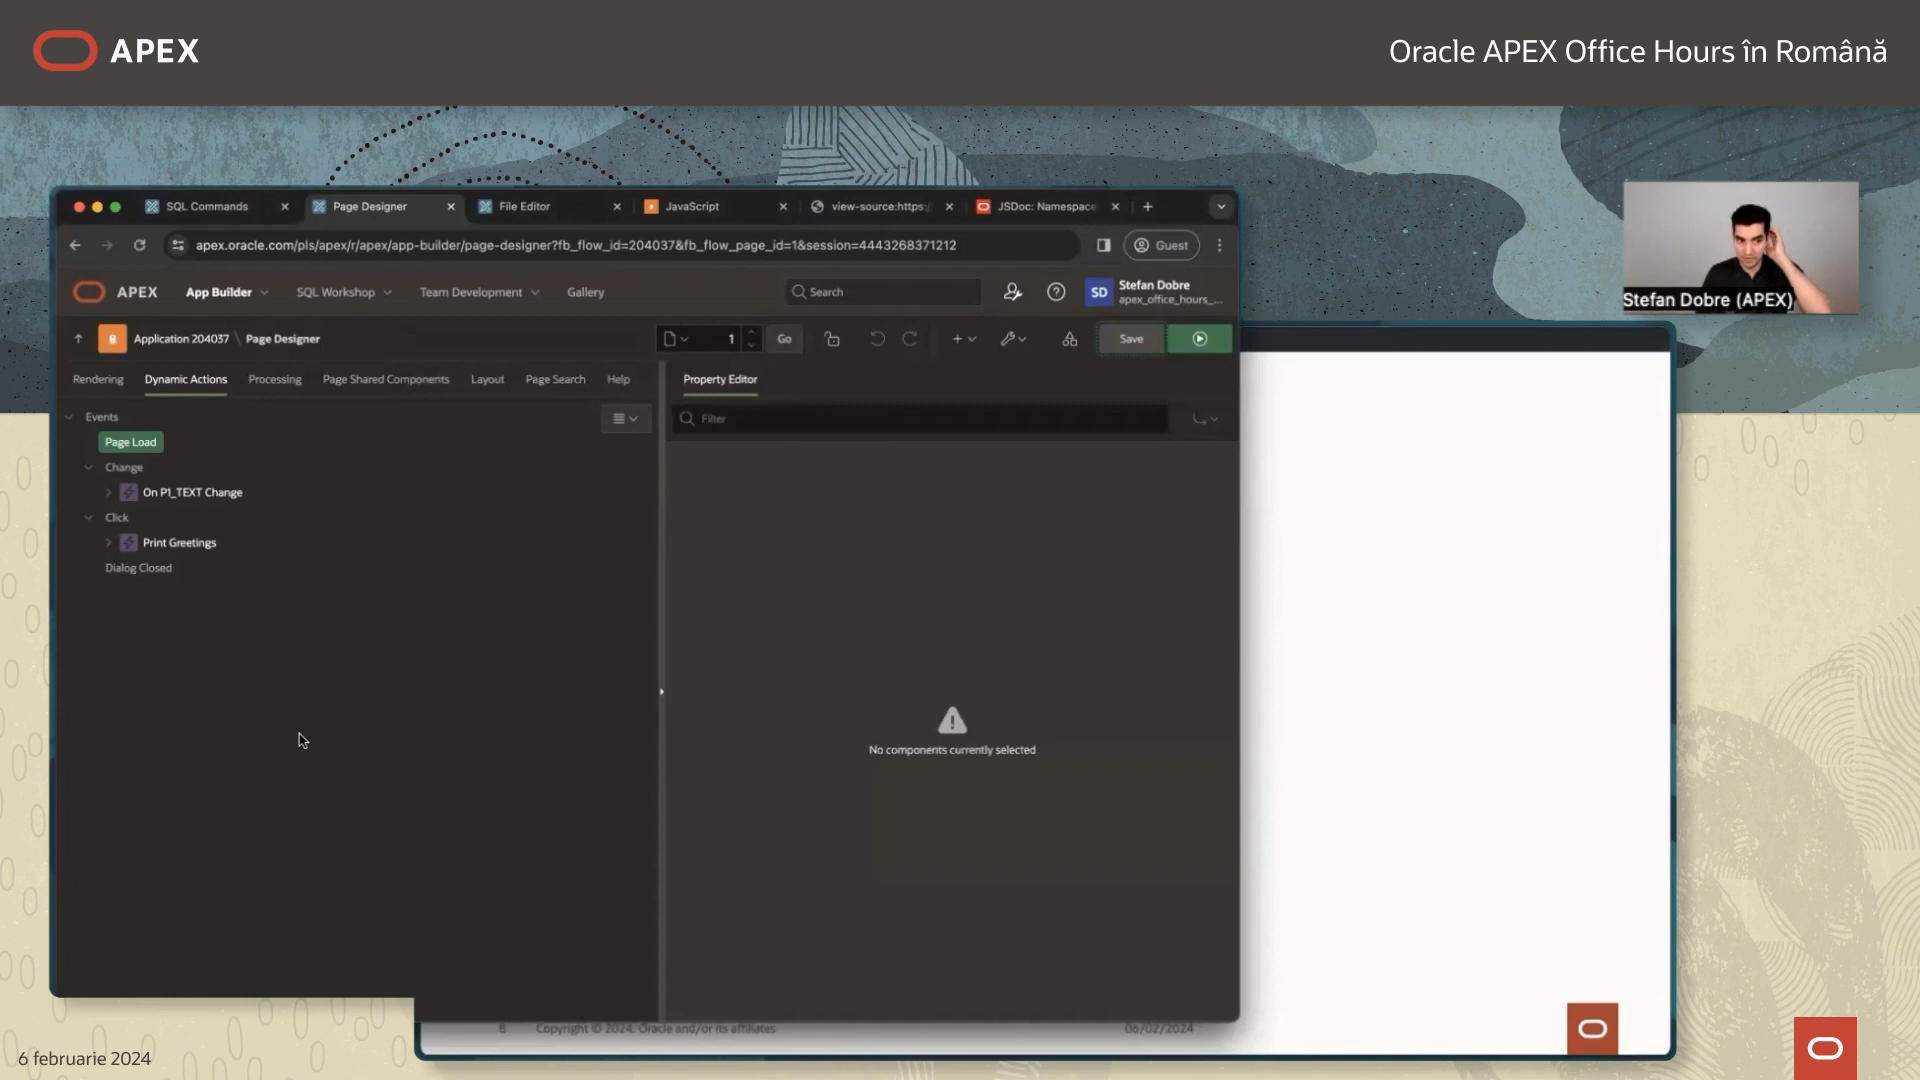 APEX
Oracle APEX Office Hours în Română
SQL Commands
Page Designer
File Editor
JavaScript
view-source:https:
JSDoc: Namespace
apex.oracle.com/pls/apex/r/apex/app-builder/page-designer?fb_flow_id=204037&fb_flow_page_id=1&session=4443268371212
Guest
APEX
App Builder
SQL Workshop
Team Development
Gallery
Search
SD
Stefan Dobre
apex_office_hours_...
Stefan Dobre (APEX)
Application 204037 \ Page Designer
1
Go
Save
Rendering
Dynamic Actions
Processing
Page Shared Components
Layout
Page Search
Help
Property Editor
Events
Filter
Page Load
Change
On P1_TEXT Change
Click
Print Greetings
Dialog Closed
No components currently selected
8
Copyright © 2024, Oracle and/or its affiliates
06/02/2024
6 februarie 2024